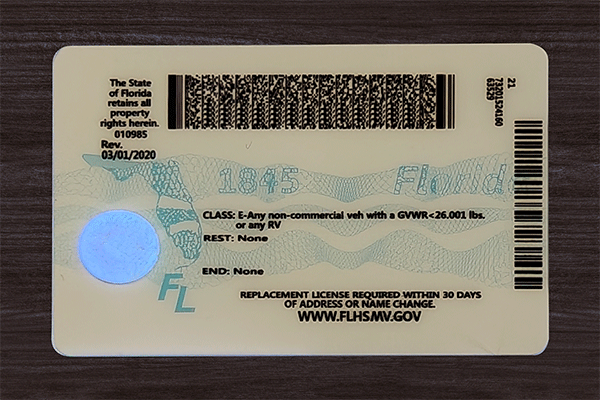 The State
of Florida
retains all
property
rights herein.
010985
Rev.
03/01/2020
21
1845 Florid
CLASS: E-Any non-commercial veh with a GVWR<26.001 lbs.
or any RV
REST: None
END: None
FL
REPLACEMENT LICENSE REQUIRED WITHIN 30 DAYS
OF ADDRESS OR NAME CHANGE.
WWW.FLHSMV.GOV